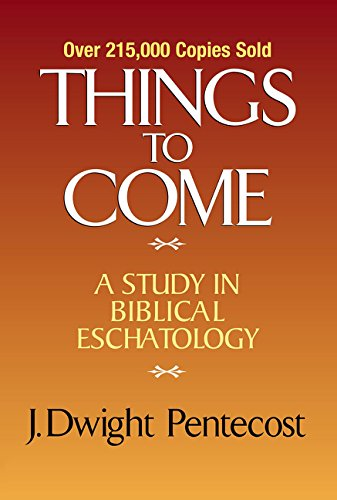 Over 215,000 Copies Sold
THINGS
TO
COME
A STUDY IN
BIBLICAL
ESCHATOLOGY
J. Dwight Pentecost